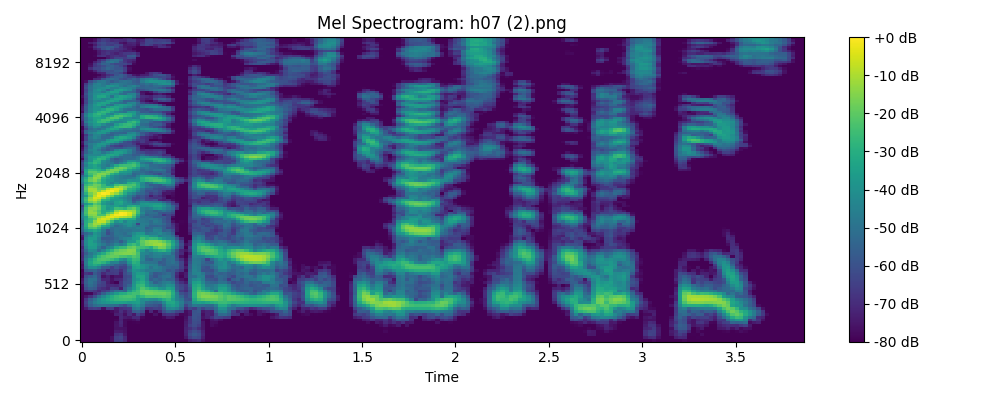 Mel Spectrogram: h07 (2).png
Hz
8192
4096
2048
1024
512
0
0 0.5 1 1.5 2 2.5 3 3.5
Time
+0 dB
-10 dB
-20 dB
-30 dB
-40 dB
-50 dB
-60 dB
-70 dB
-80 dB